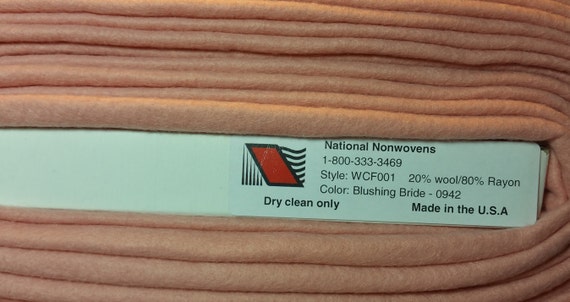 National Nonwovens
1-800-333-3469
Style: WCF001 20% wool/80% Rayon
Color: Blushing Bride - 0942
Dry clean only Made in the U.S.A